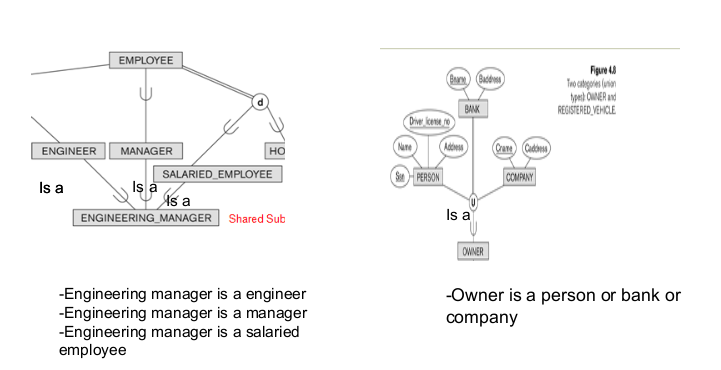 EMPLOYEE
d
ENGINEER
MANAGER
HO
SALARIED_EMPLOYEE
Is a
Is a
Is a
ENGINEERING_MANAGER
Shared Sub
-Engineering manager is a engineer
-Engineering manager is a manager
-Engineering manager is a salaried
employee
Figure 4.8
Two categories (union
types): OWNER and
REGISTERED_VEHICLE.
Bname
Baddress
BANK
Driver_license_no
Name
Address
Cname
Caddress
Ssn
PERSON
COMPANY
U
Is a
OWNER
-Owner is a person or bank or
company